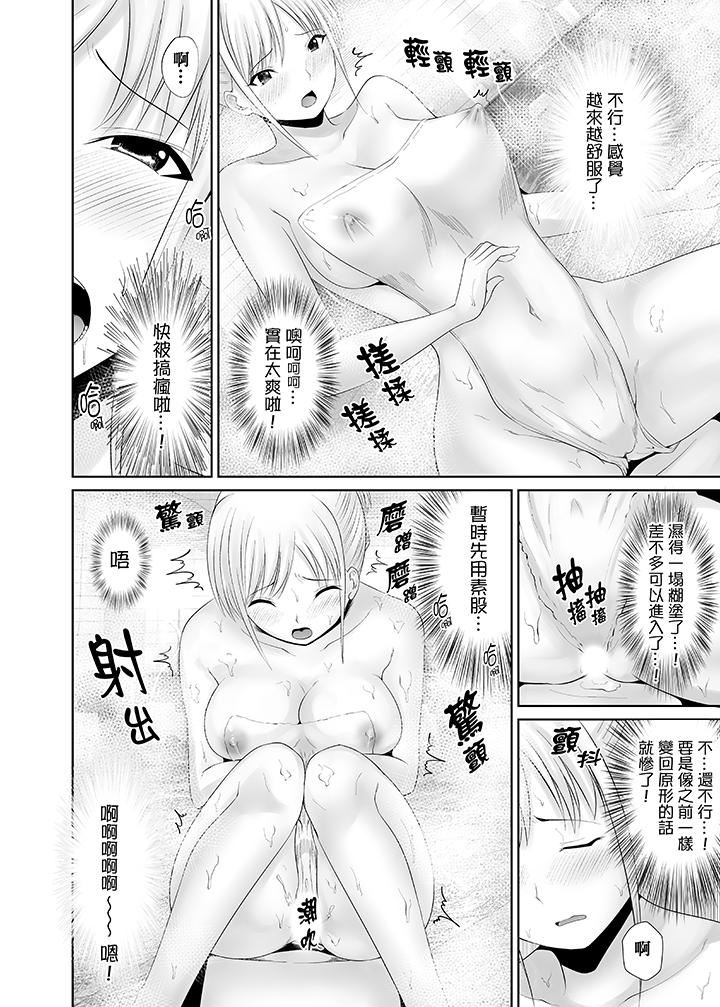 不行…感覺
越來越舒服了…
輕顫
輕顫
噢呵呵呵…
實在太爽啦！
搓揉
搓揉
啊…
哈啊
快被搞瘋啦…！
哈啊
濕得一塌糊塗了…！
差不多可以進入了…！
抽搐
抽搐
不…還不行…！
要是像之前一樣
變回原形的話
就慘了！
顫抖
啊
暫時先用素股…
哈啊
哈啊
磨蹭
磨蹭
驚顫
唔
射出
驚顫
潮吹
啊啊啊啊啊～～嗯！